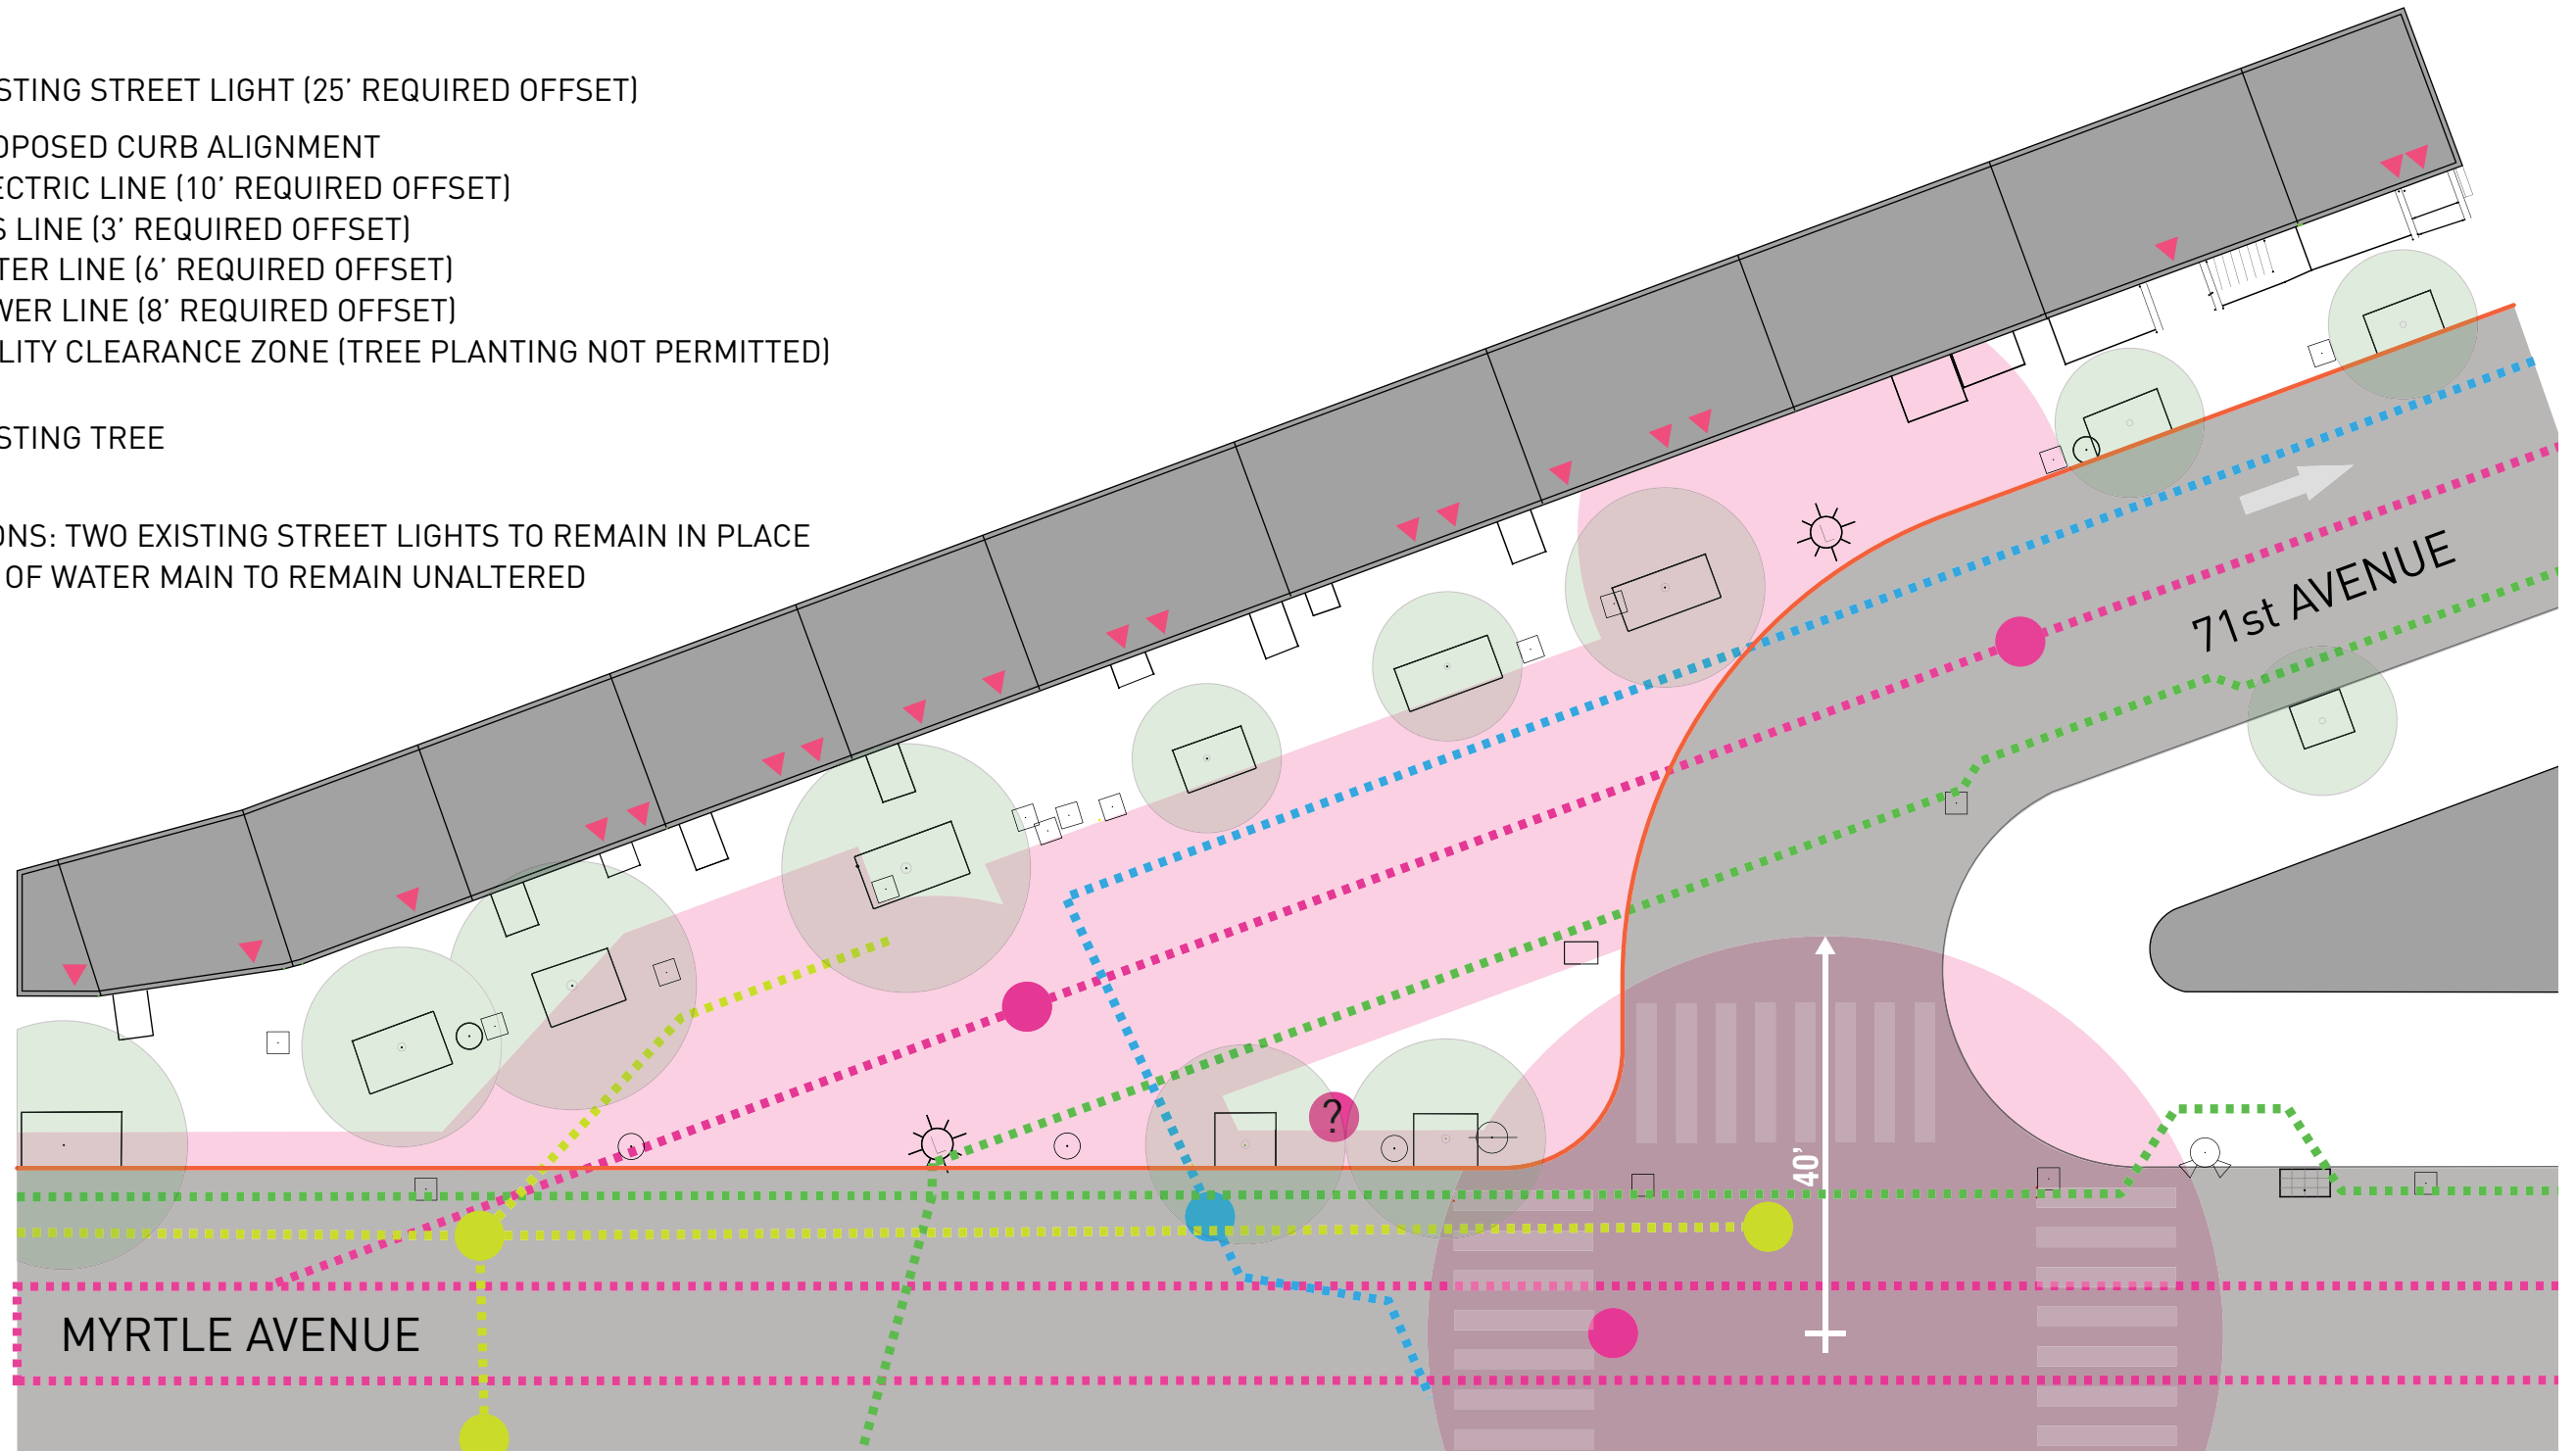 STING STREET LIGHT (25’ REQUIRED OFFSET)
OPOSED CURB ALIGNMENT
ECTRIC LINE (10’ REQUIRED OFFSET)
S LINE (3’ REQUIRED OFFSET)
TER LINE (6’ REQUIRED OFFSET)
WER LINE (8’ REQUIRED OFFSET)
LITY CLEARANCE ZONE (TREE PLANTING NOT PERMITTED)
STING TREE
ONS: TWO EXISTING STREET LIGHTS TO REMAIN IN PLACE
OF WATER MAIN TO REMAIN UNALTERED
71st AVENUE
?
40’
MYRTLE AVENUE